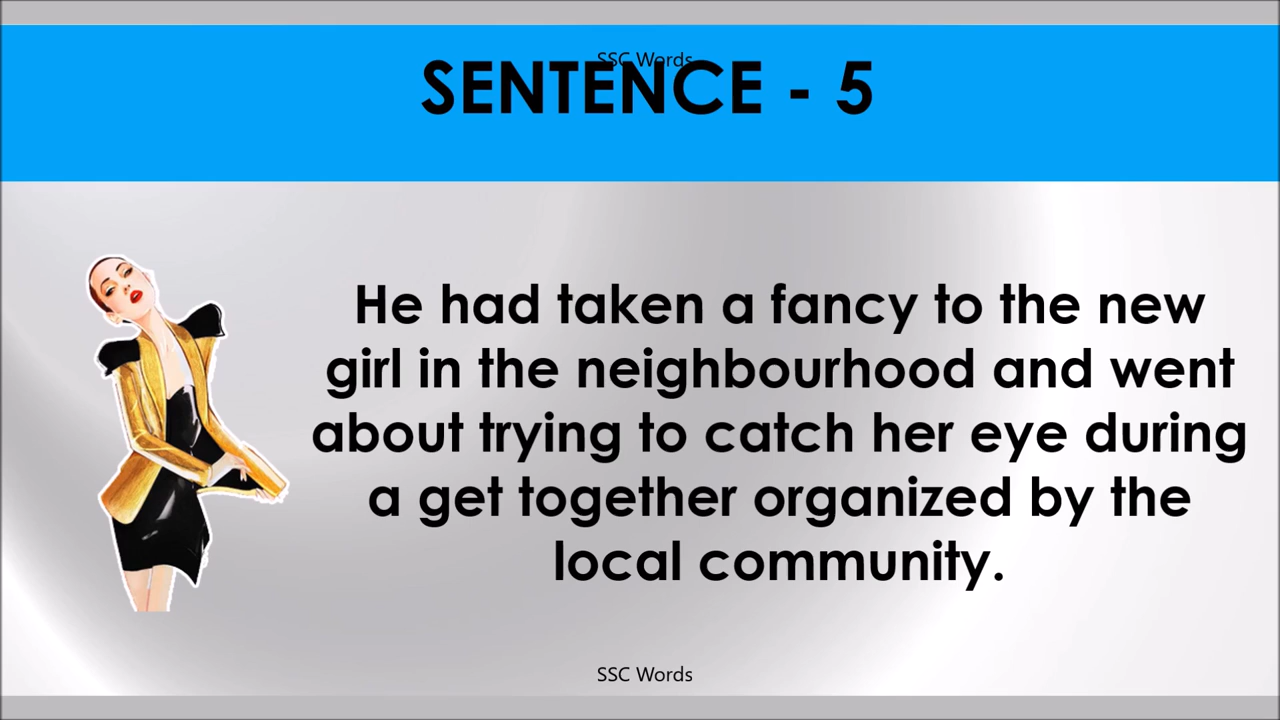 SSC Words
SENTENCE - 5
He had taken a fancy to the new
girl in the neighbourhood and went
about trying to catch her eye during
a get together organized by the
local community.
SSC Words